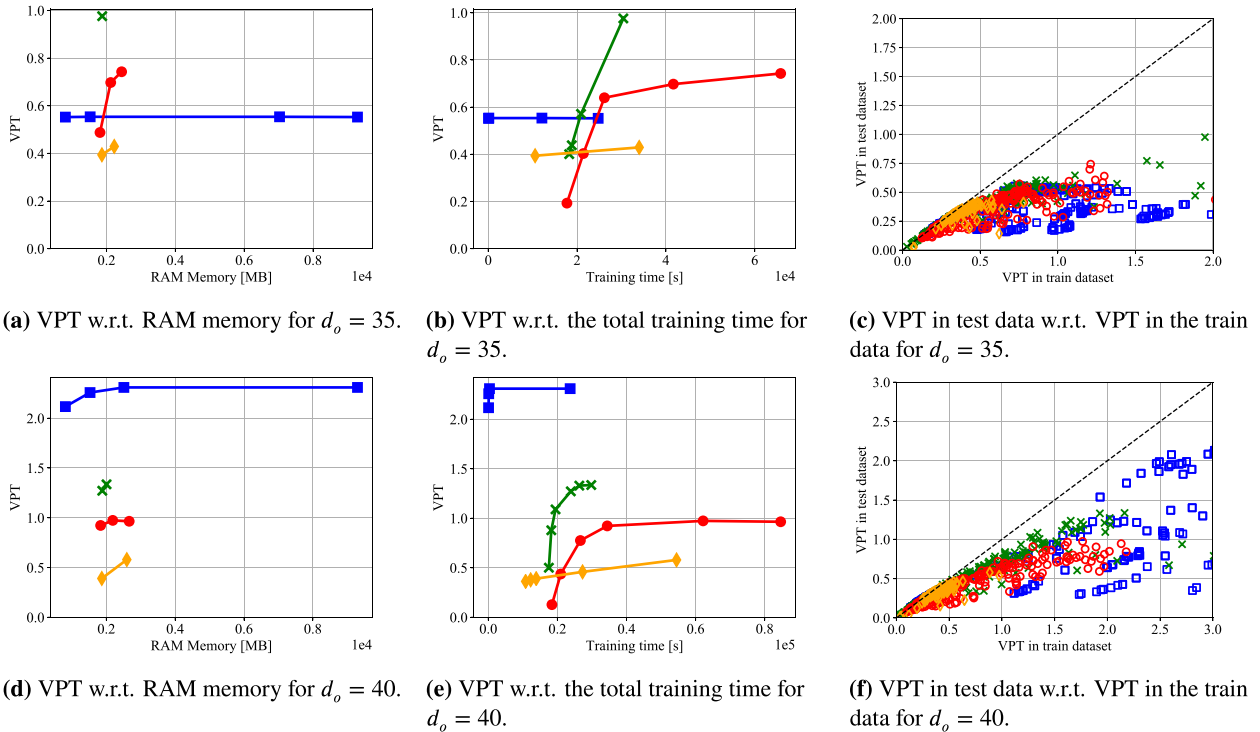 1.0
0.8
0.6
0.4
0.2
0.0
VPT
0.2 0.4 0.6 0.8 1.0
RAM Memory [MB]
1e4
1.0
0.8
0.6
0.4
0.2
0.0
VPT
0 2 4 6
Training time [s]
1e4
2.00
1.75
1.50
1.25
1.00
0.75
0.50
0.25
0.00
VPT in test dataset
0.0 0.5 1.0 1.5 2.0
VPT in train dataset
(a) VPT w.r.t. RAM memory for d_o = 35.
(b) VPT w.r.t. the total training time for
d_o = 35.
(c) VPT in test data w.r.t. VPT in the train
data for d_o = 35.
2.0
1.5
1.0
0.5
0.0
VPT
0.2 0.4 0.6 0.8 1.0
RAM Memory [MB]
1e4
2.0
1.5
1.0
0.5
0.0
VPT
0.0 0.2 0.4 0.6 0.8
Training time [s]
1e5
3.0
2.5
2.0
1.5
1.0
0.5
0.0
VPT in test dataset
0.0 0.5 1.0 1.5 2.0 2.5 3.0
VPT in train dataset
(d) VPT w.r.t. RAM memory for d_o = 40.
(e) VPT w.r.t. the total training time for
d_o = 40.
(f) VPT in test data w.r.t. VPT in the train
data for d_o = 40.